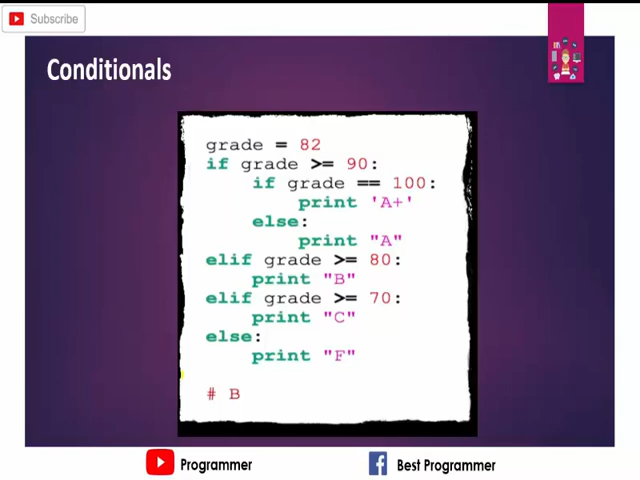 Subscribe
Conditionals
grade = 82
if grade >= 90:
    if grade == 100:
        print 'A+'
    else:
        print "A"
elif grade >= 80:
    print "B"
elif grade >= 70:
    print "C"
else:
    print "F"
# B
Programmer
Best Programmer